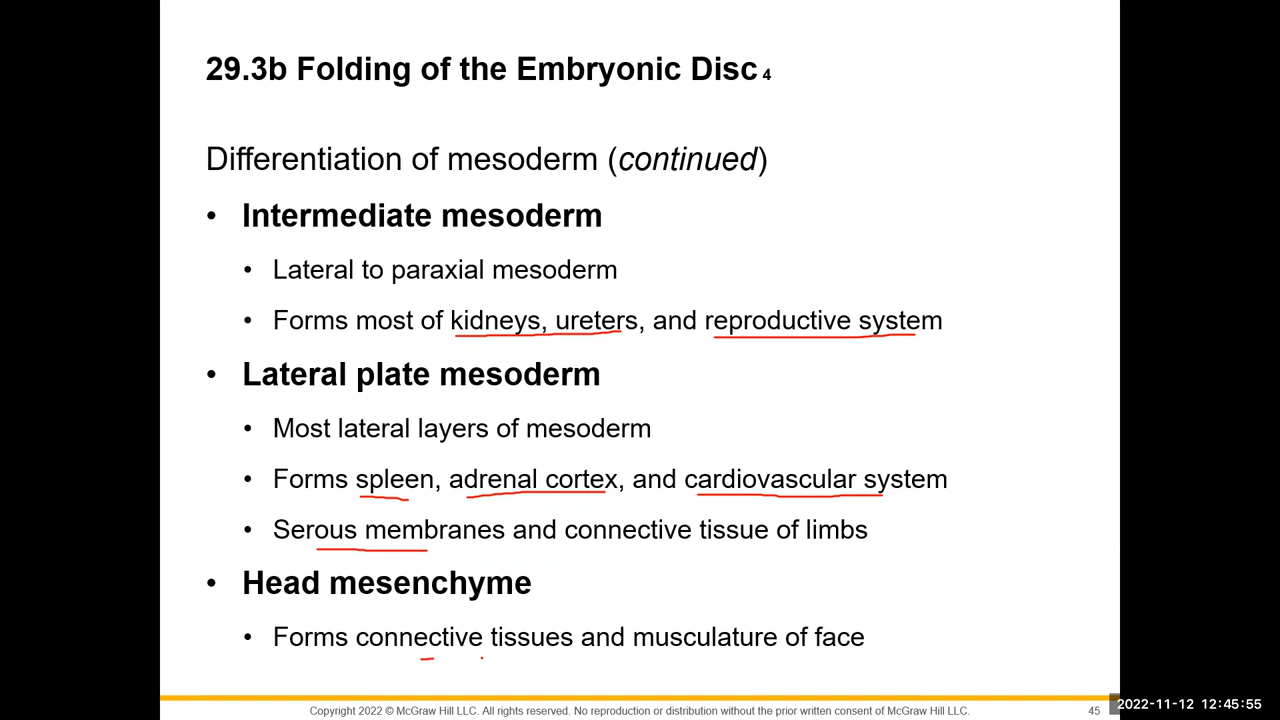 29.3b Folding of the Embryonic Disc 4
Differentiation of mesoderm (continued)
• Intermediate mesoderm
• Lateral to paraxial mesoderm
• Forms most of kidneys, ureters, and reproductive system
• Lateral plate mesoderm
• Most lateral layers of mesoderm
• Forms spleen, adrenal cortex, and cardiovascular system
• Serous membranes and connective tissue of limbs
• Head mesenchyme
• Forms connective tissues and musculature of face
Copyright 2022 © McGraw Hill LLC. All rights reserved. No reproduction or distribution without the prior written consent of McGraw Hill LLC.
45
2022-11-12 12:45:55